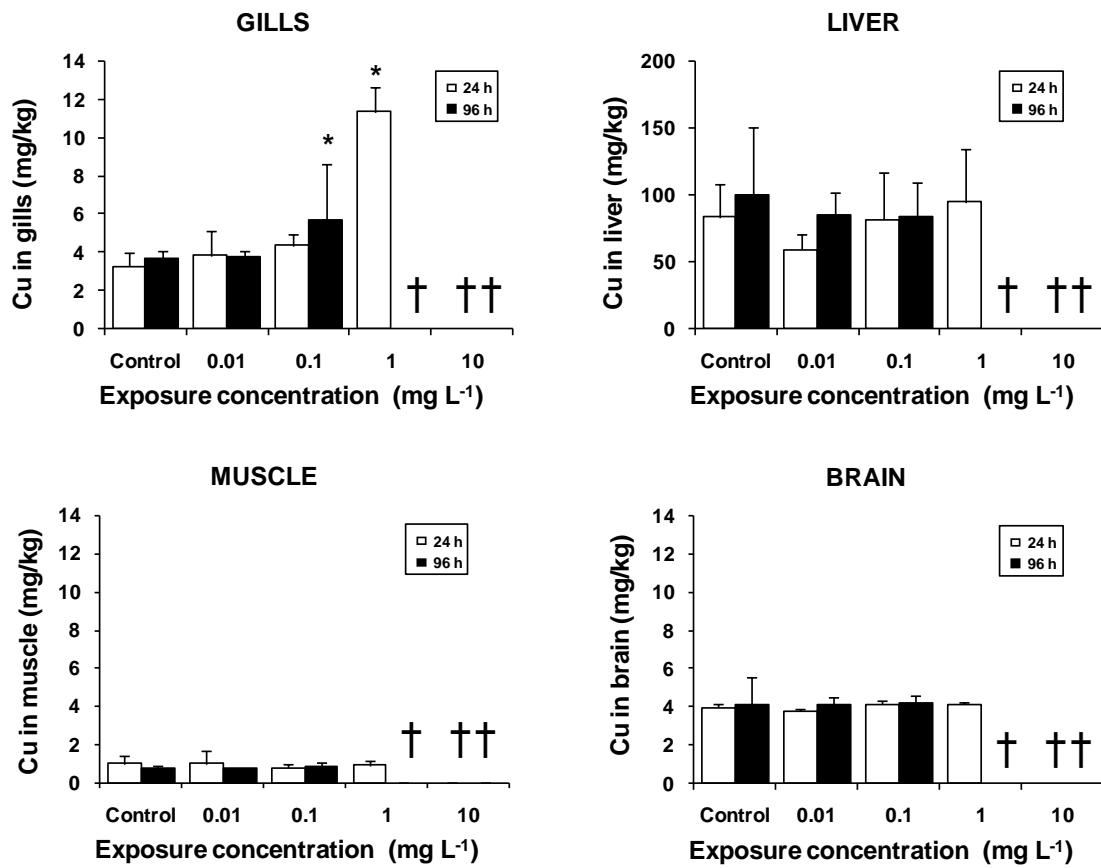 GILLS
Cu in gills (mg/kg)
14
12
10
8
6
4
2
0
*
*
24 h
96 h
†
††
Control 0.01 0.1 1 10
Exposure concentration (mg L-1)
LIVER
Cu in liver (mg/kg)
200
150
100
50
0
24 h
96 h
†
††
Control 0.01 0.1 1 10
Exposure concentration (mg L-1)
MUSCLE
Cu in muscle (mg/kg)
14
12
10
8
6
4
2
0
24 h
96 h
†
††
Control 0.01 0.1 1 10
Exposure concentration (mg L-1)
BRAIN
Cu in brain (mg/kg)
14
12
10
8
6
4
2
0
24 h
96 h
†
††
Control 0.01 0.1 1 10
Exposure concentration (mg L-1)